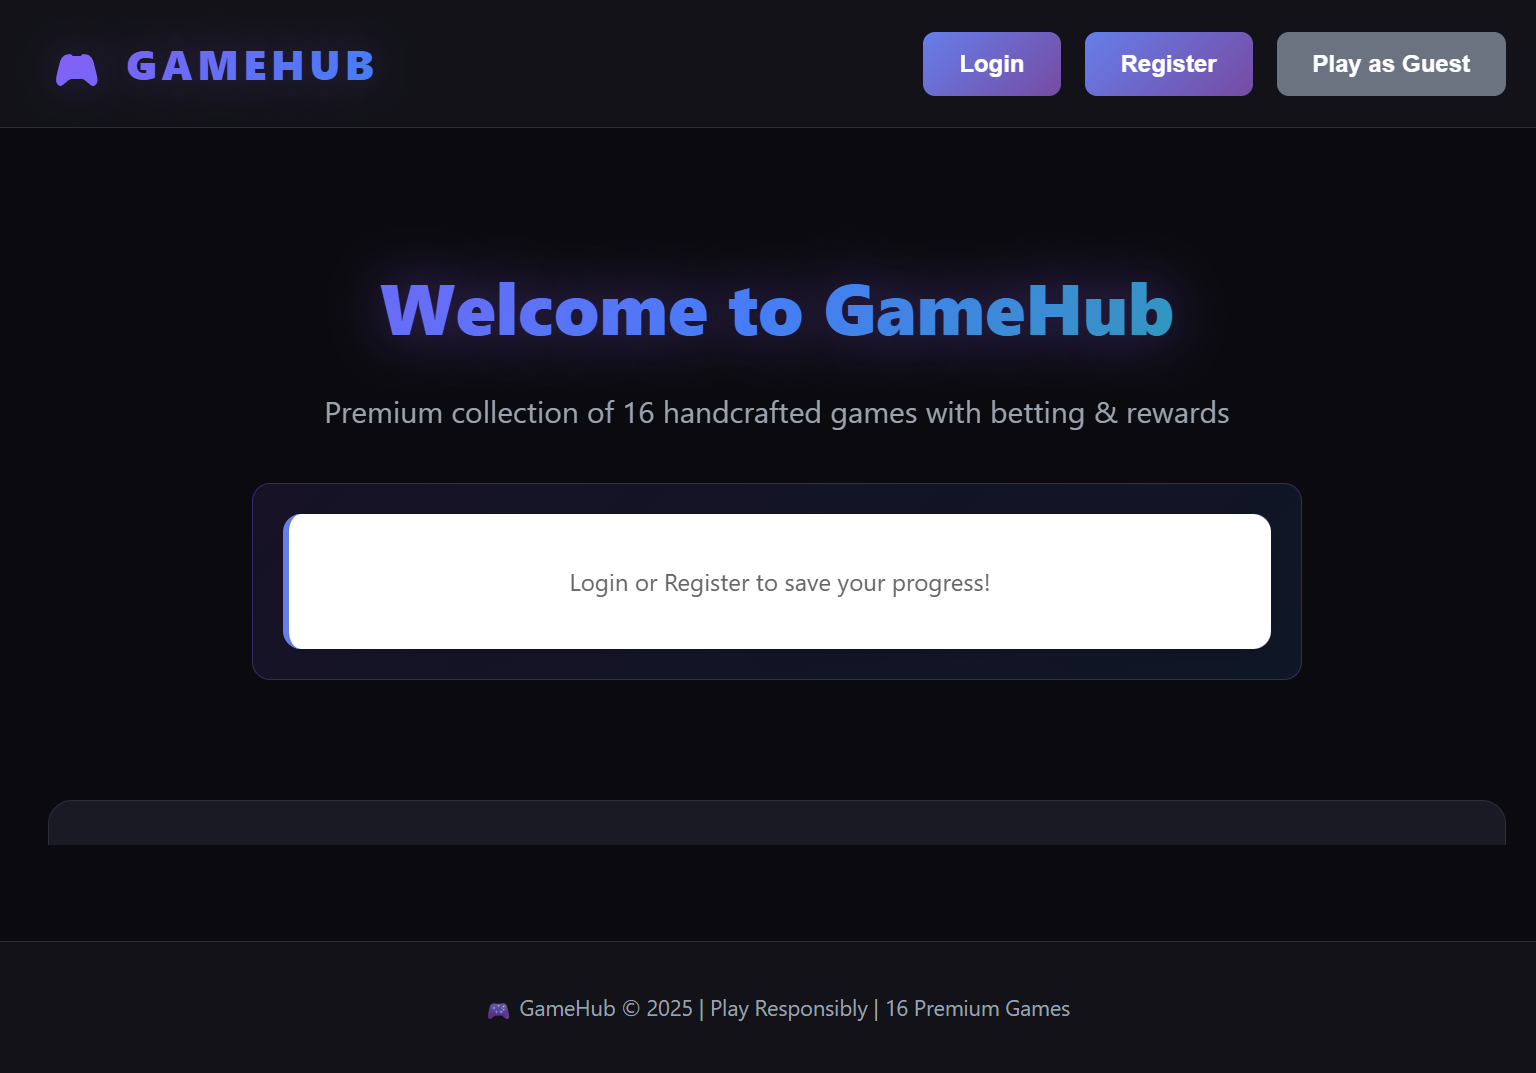 GAMEHUB
Login
Register
Play as Guest
Welcome to GameHub
Premium collection of 16 handcrafted games with betting & rewards
Login or Register to save your progress!
🎮 GameHub © 2025 | Play Responsibly | 16 Premium Games